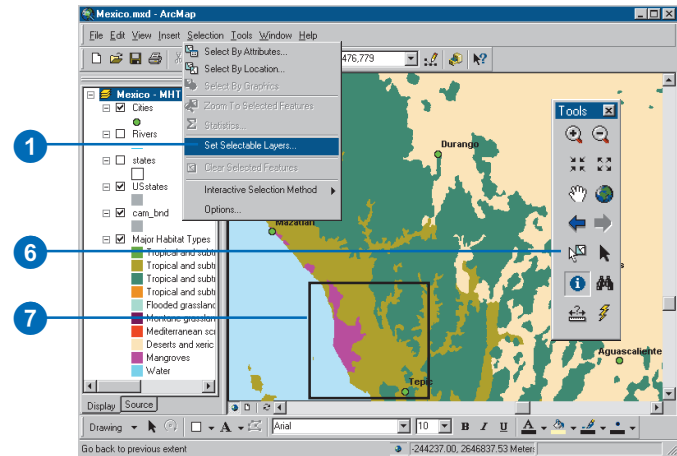 Mexico.mxd - ArcMap
File Edit View Insert Selection Tools Window Help
476,779
Select By Attributes...
Select By Location...
Select By Graphics
Zoom To Selected Features
Statistics...
Set Selectable Layers...
Clear Selected Features
Interactive Selection Method
Options...
1
6
7
Mexico - MHT
Cities
Rivers
states
USstates
cam_bnd
Major Habitat Types
Tropical and subt
Tropical and subt
Tropical and subt
Tropical and subt
Flooded grassland
Montane grasslan
Mediterranean scr
Deserts and xeric
Mangroves
Water
Display Source
Durango
Mazatlan
Tepic
Aguascaliente
s
Tools
Drawing
A
Arial
10
B I U A
Go back to previous extent
-244237.00, 2646837.53 Meters